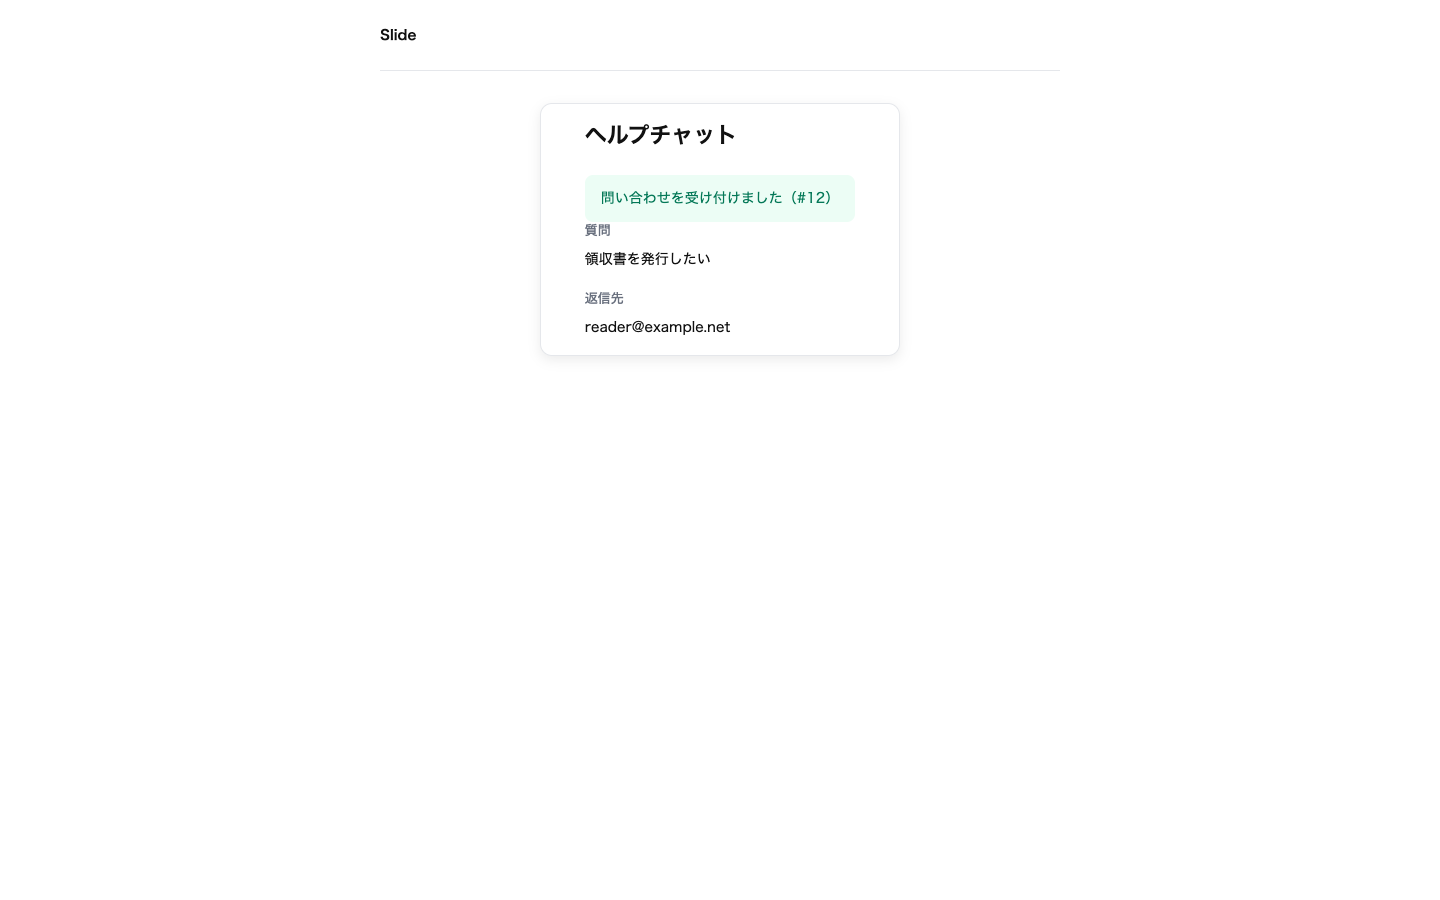 Slide
ヘルプチャット
問い合わせを受け付けました（#12）
質問
領収書を発行したい
返信先
reader@example.net